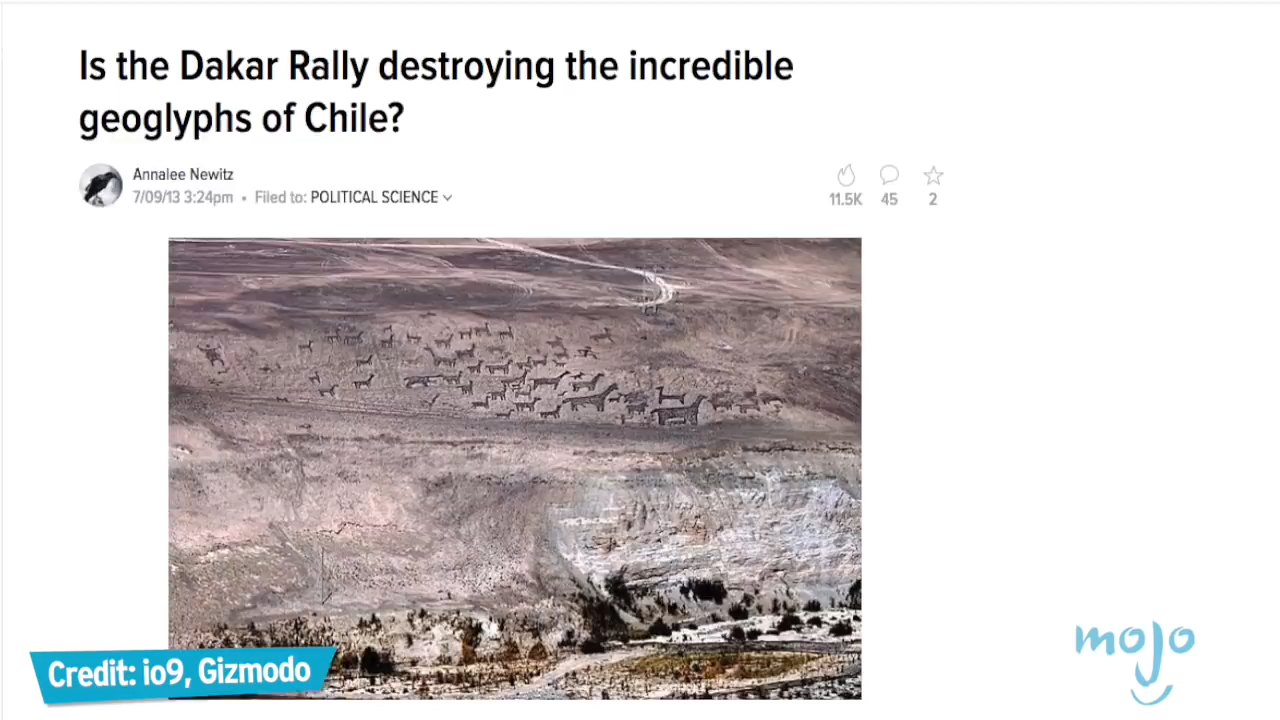 Is the Dakar Rally destroying the incredible
geoglyphs of Chile?
Annalee Newitz
7/09/13 3:24pm • Filed to: POLITICAL SCIENCE
11.5K 45 2
Credit: io9, Gizmodo
mojo